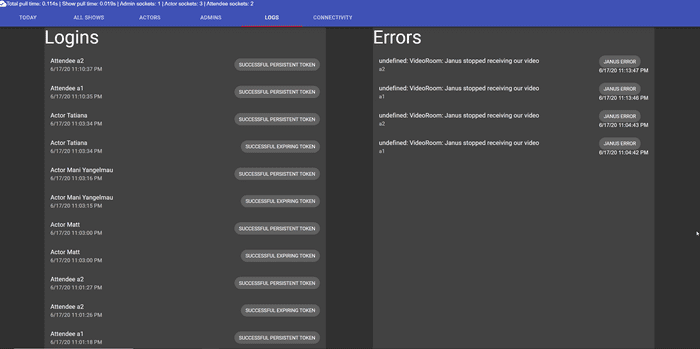 Total pull time: 0.114s | Show pull time: 0.019s | Admin sockets: 1 | Actor sockets: 3 | Attendee sockets: 2
TODAY ALL SHOWS ACTORS ADMINS LOGS CONNECTIVITY
Logins
Attendee a2
6/17/20 11:10:37 PM
SUCCESSFUL PERSISTENT TOKEN
Attendee a1
6/17/20 11:10:35 PM
SUCCESSFUL PERSISTENT TOKEN
Actor Tatiana
6/17/20 11:03:34 PM
SUCCESSFUL PERSISTENT TOKEN
Actor Tatiana
6/17/20 11:03:34 PM
SUCCESSFUL EXPIRING TOKEN
Actor Mani Yangelmau
6/17/20 11:03:16 PM
SUCCESSFUL PERSISTENT TOKEN
Actor Mani Yangelmau
6/17/20 11:03:15 PM
SUCCESSFUL EXPIRING TOKEN
Actor Matt
6/17/20 11:03:00 PM
SUCCESSFUL PERSISTENT TOKEN
Actor Matt
6/17/20 11:03:00 PM
SUCCESSFUL EXPIRING TOKEN
Attendee a2
6/17/20 11:01:27 PM
SUCCESSFUL PERSISTENT TOKEN
Attendee a2
6/17/20 11:01:26 PM
SUCCESSFUL EXPIRING TOKEN
Attendee a1
6/17/20 11:01:18 PM
SUCCESSFUL PERSISTENT TOKEN
Errors
undefined: VideoRoom: Janus stopped receiving our video
a2
JANUS ERROR
6/17/20 11:13:47 PM
undefined: VideoRoom: Janus stopped receiving our video
a1
JANUS ERROR
6/17/20 11:13:46 PM
undefined: VideoRoom: Janus stopped receiving our video
a2
JANUS ERROR
6/17/20 11:04:43 PM
undefined: VideoRoom: Janus stopped receiving our video
a1
JANUS ERROR
6/17/20 11:04:42 PM